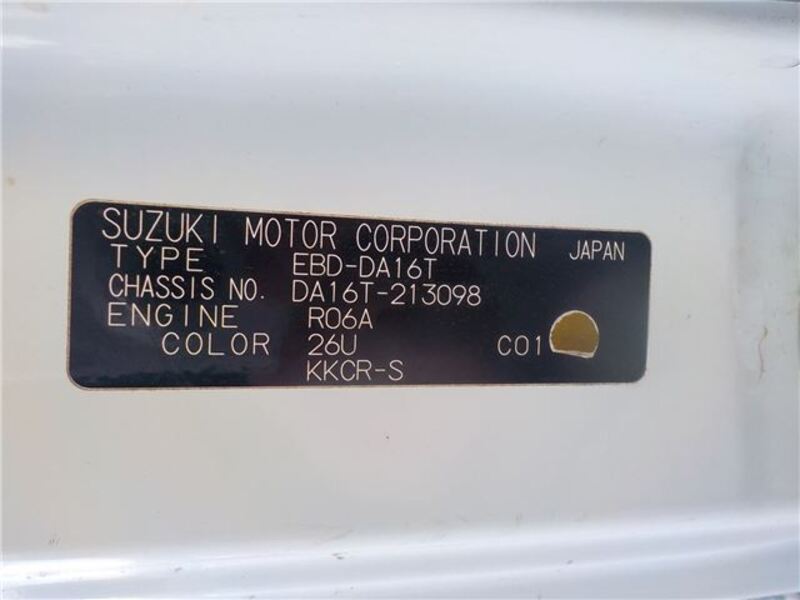 SUZUKI MOTOR CORPORATION JAPAN
TYPE EBD-DA16T
CHASSIS NO. DA16T-213098
ENGINE R06A
COLOR 26U C01
KKCR-S